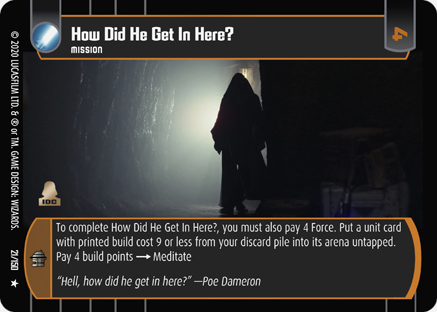 How Did He Get In Here?
MISSION
4
© 2020 LUCASFILM LTD. & ® OR TM. GAME DESIGN: WIZARDS.
IDC
To complete How Did He Get In Here?, you must also pay 4 Force. Put a unit card
with printed build cost 9 or less from your discard pile into its arena untapped.
Pay 4 build points → Meditate
"Hell, how did he get in here?" —Poe Dameron
21/150